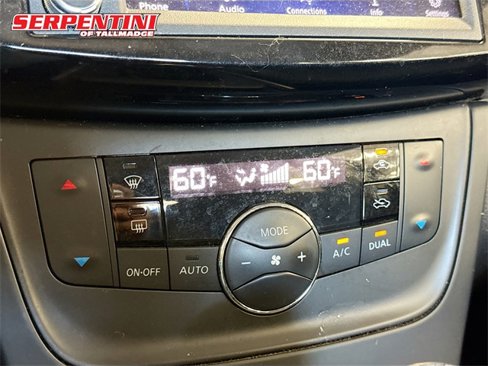 SERPENTINI
OF TALLMADGE
Phone
Audio
Connections
Info
Settings
60°F
60°F
MODE
ON-OFF
AUTO
A/C
DUAL